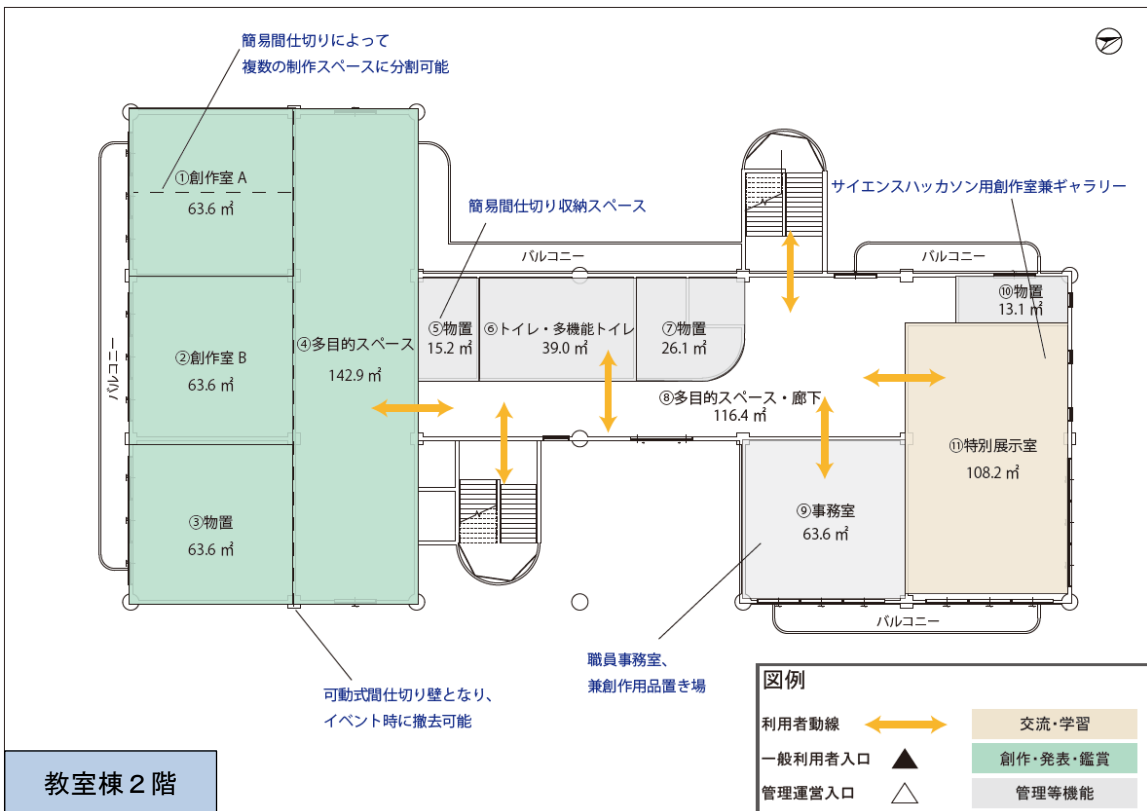 簡易間仕切りによって
複数の制作スペースに分割可能
①創作室 A
63.6 ㎡
簡易間仕切り収納スペース
サイエンスハッカソン用創作室兼ギャラリー
バルコニー
バルコニー
⑩物置
13.1 ㎡
⑤物置
15.2 ㎡
⑥トイレ・多機能トイレ
39.0 ㎡
⑦物置
26.1 ㎡
バルコニー
②創作室 B
63.6 ㎡
④多目的スペース
142.9 ㎡
⑧多目的スペース・廊下
116.4 ㎡
⑪特別展示室
108.2 ㎡
③物置
63.6 ㎡
⑨事務室
63.6 ㎡
バルコニー
職員事務室、
兼創作用品置き場
可動式間仕切り壁となり、
イベント時に撤去可能
図例
利用者動線
交流・学習
一般利用者入口
創作・発表・鑑賞
管理運営入口
管理等機能
教室棟２階